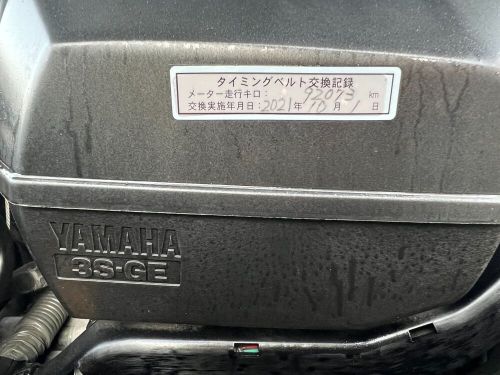 タイミングベルト交換記録
メーター走行キロ: 92073 km
交換実施年月日:2021年10月1日
YAMAHA
3S-GE